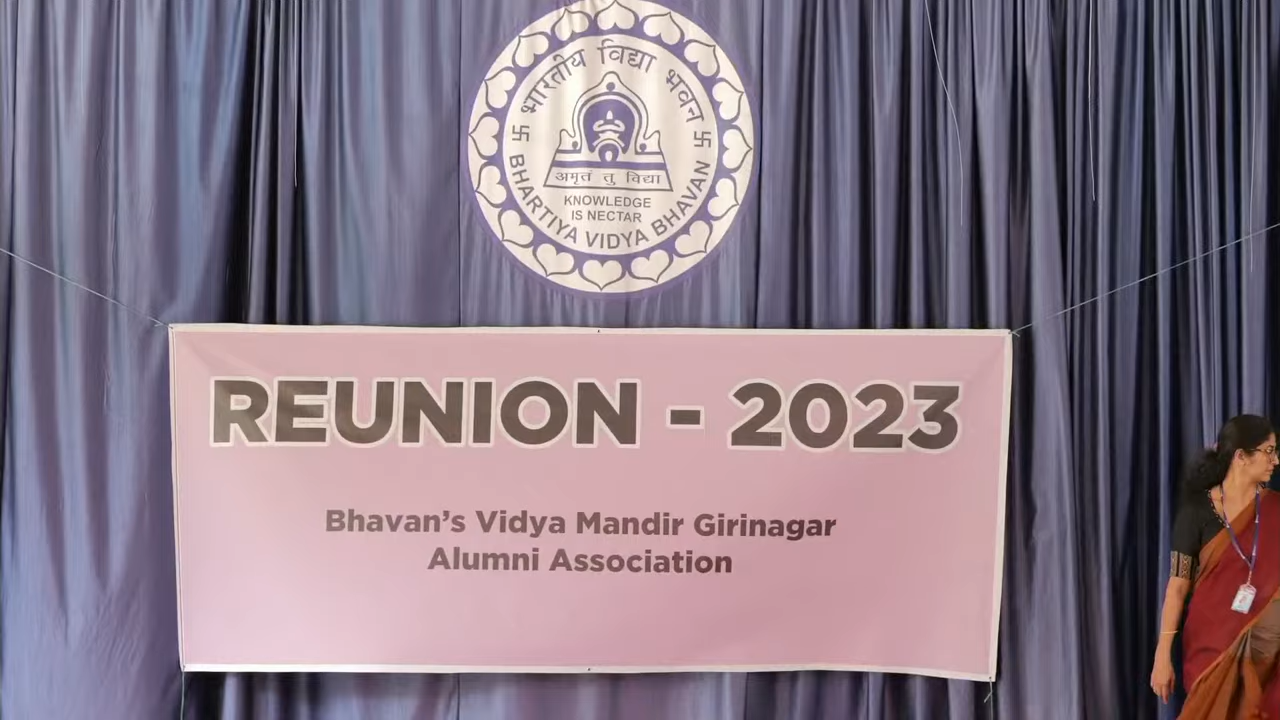 भारतीय विद्या भवन
अमृतं तु विद्या
KNOWLEDGE
IS NECTAR
BHARTIYA VIDYA BHAVAN
REUNION - 2023
Bhavan's Vidya Mandir Girinagar
Alumni Association